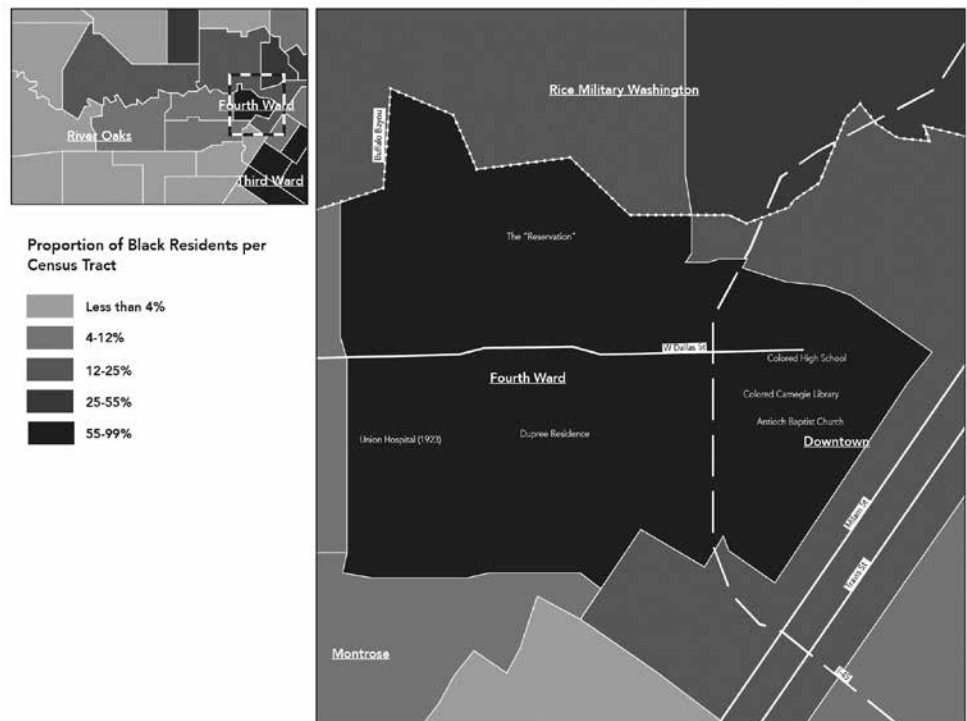 Fourth Ward
River Oaks
Third Ward
Proportion of Black Residents per
Census Tract
Less than 4%
4-12%
12-25%
25-55%
55-99%
Rice Military Washington
Buffalo Bayou
The "Reservation"
W Dallas St
Colored High School
Fourth Ward
Colored Carnegie Library
Antioch Baptist Church
Union Hospital (1923)
Dupree Residence
Downtown
Milam St
Travis St
Montrose
I-45